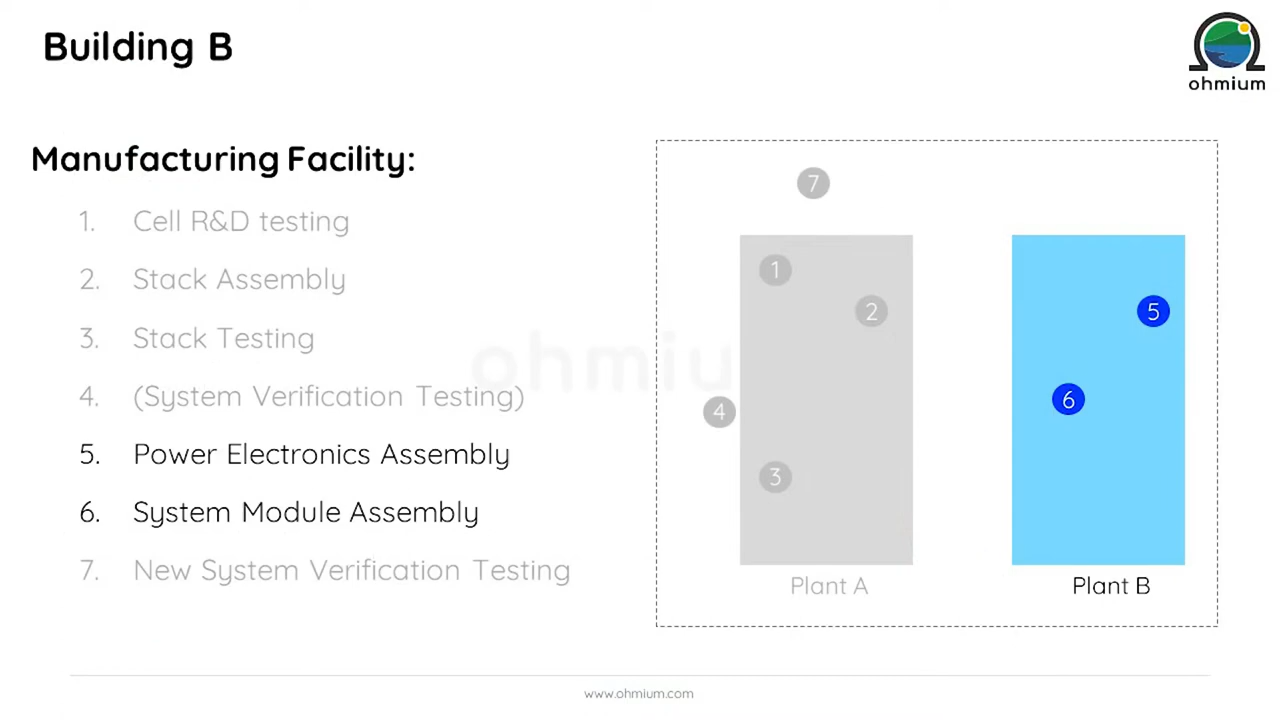 Building B
ohmium
Manufacturing Facility:
1. Cell R&D testing
2. Stack Assembly
3. Stack Testing
4. (System Verification Testing)
5. Power Electronics Assembly
6. System Module Assembly
7. New System Verification Testing
7
1
2
5
6
4
3
Plant A
Plant B
ohmium
www.ohmium.com